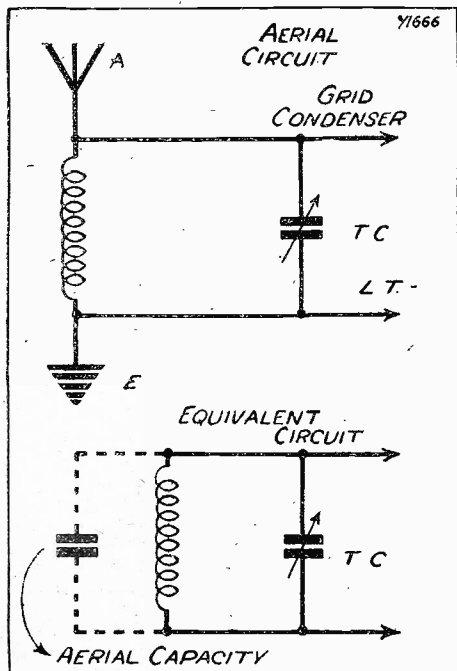 Y1666
AERIAL
CIRCUIT
A
GRID
CONDENSER
T C
L T. -
E
EQUIVALENT
CIRCUIT
T C
AERIAL CAPACITY